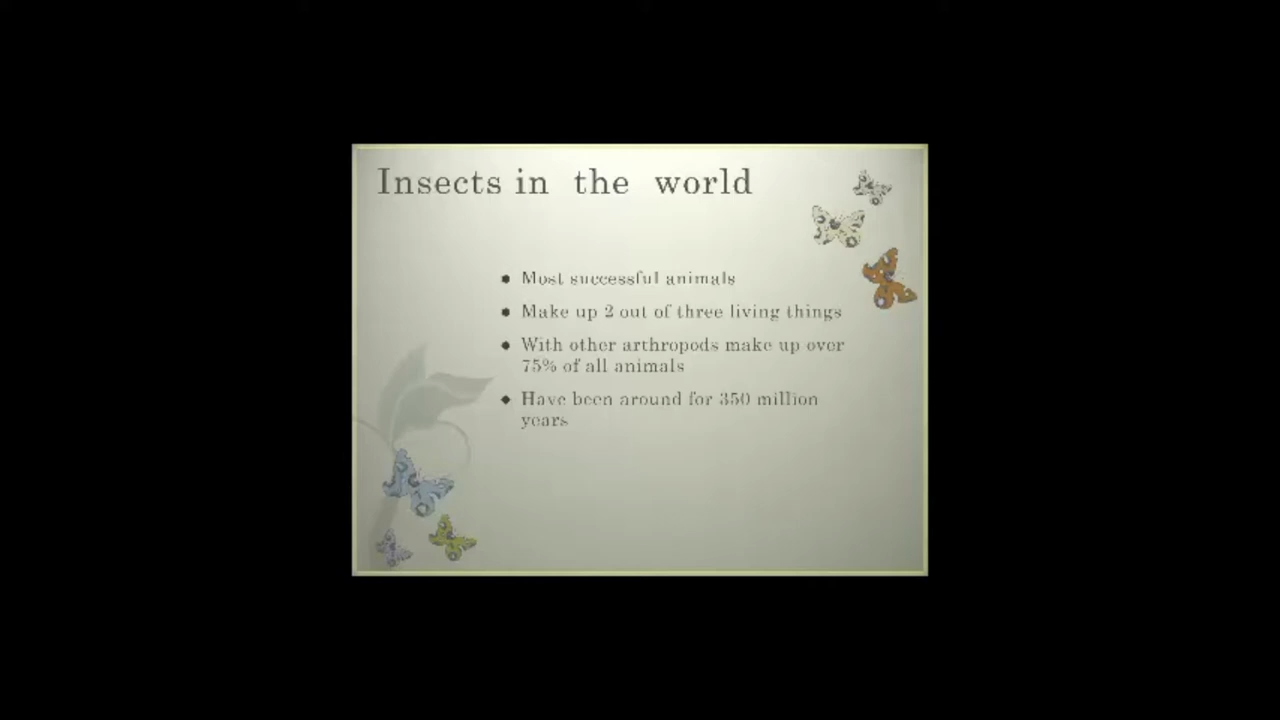 Insects in the world
Most successful animals
Make up 2 out of three living things
With other arthropods make up over
75% of all animals
Have been around for 350 million
years